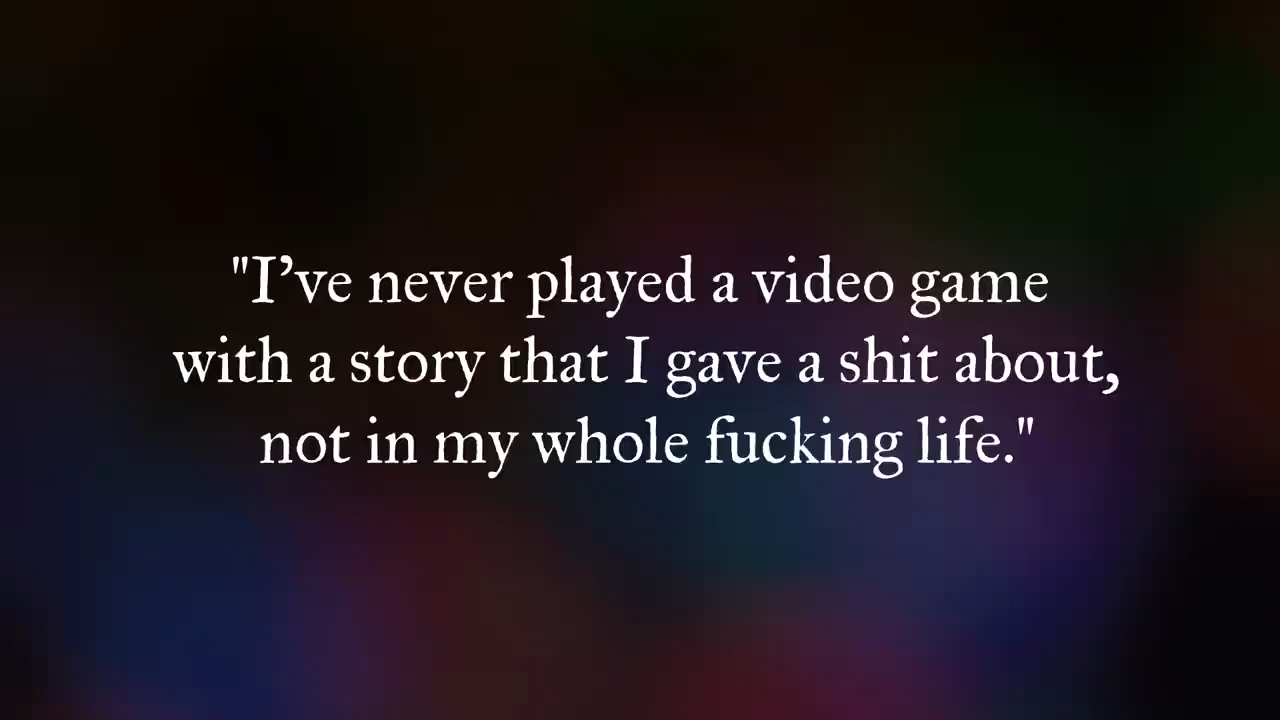 "I’ve never played a video game
with a story that I gave a shit about,
not in my whole fucking life."